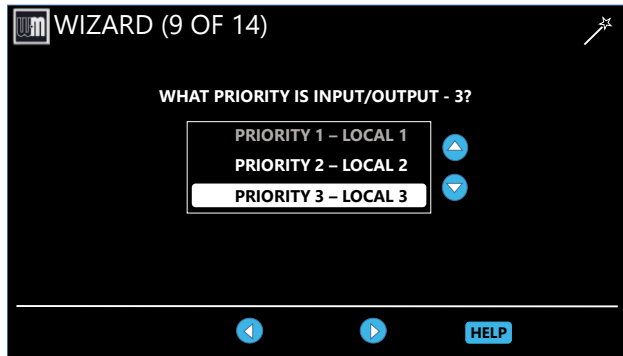 WM WIZARD (9 OF 14)
WHAT PRIORITY IS INPUT/OUTPUT - 3?
PRIORITY 1 – LOCAL 1
PRIORITY 2 – LOCAL 2
PRIORITY 3 – LOCAL 3
HELP